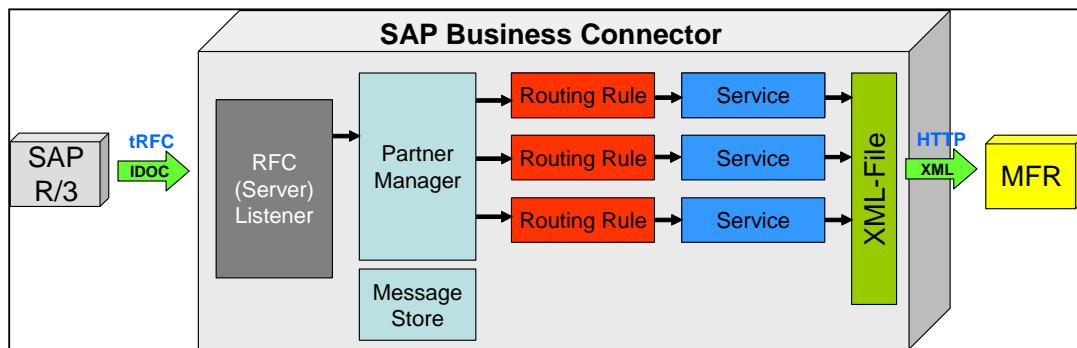 SAP Business Connector
SAP
R/3
tRFC
IDOC
RFC
(Server)
Listener
Partner
Manager
Message
Store
Routing Rule
Service
Routing Rule
Service
Routing Rule
Service
XML-File
HTTP
XML
MFR